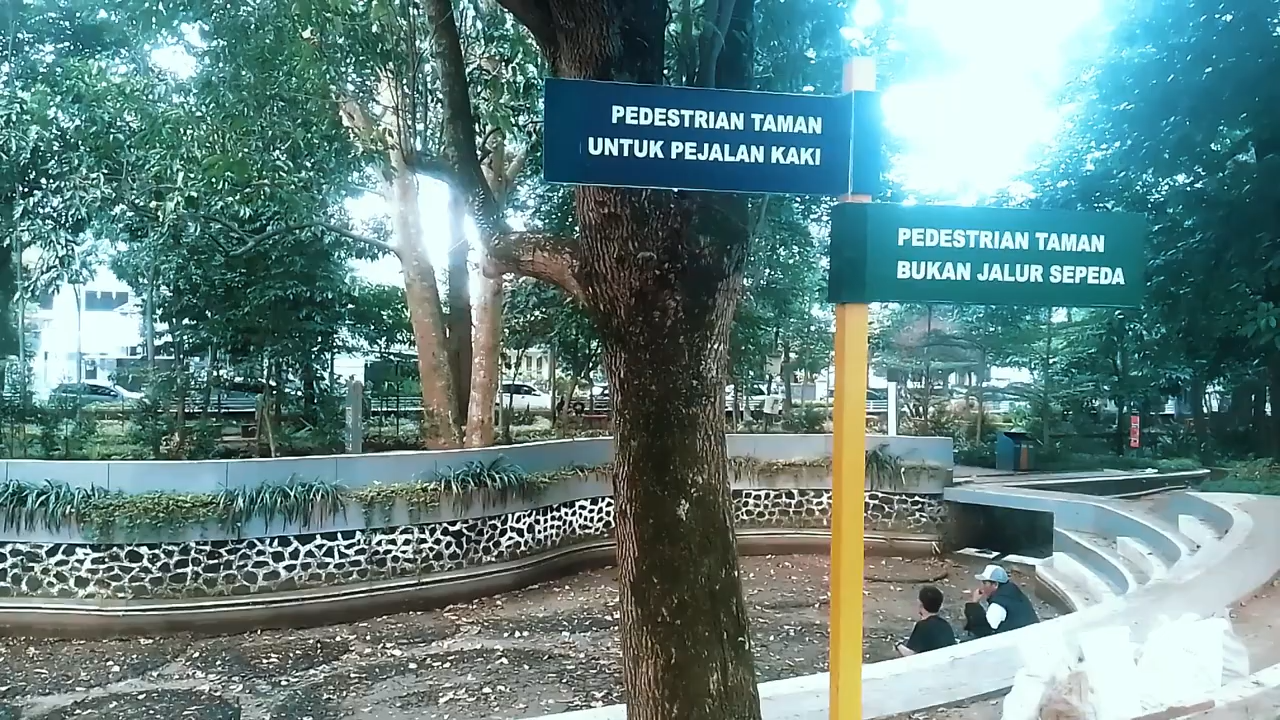 PEDESTRIAN TAMAN
UNTUK PEJALAN KAKI
PEDESTRIAN TAMAN
BUKAN JALUR SEPEDA